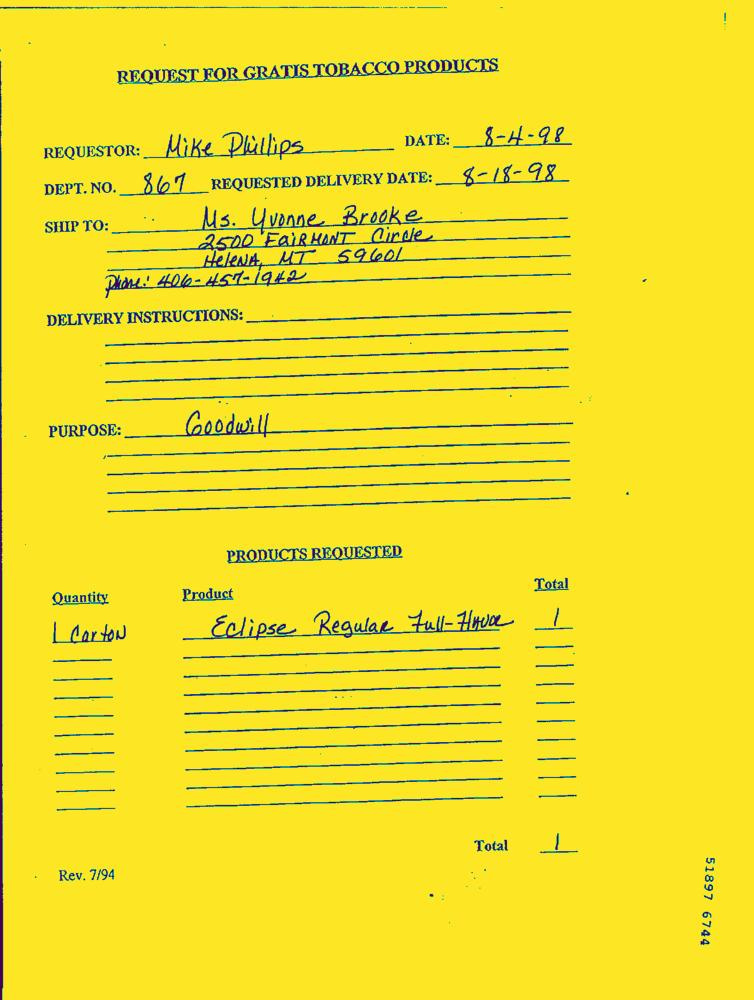 REQUEST FOR GRATIS TOBACCO PRODUCTS
REQUESTOR: Mike Phillips DATE: 8-4-98
DEPT. NO. 867 REQUESTED DELIVERY DATE: 8-18-98
SHIP TO: Ms. Yvonne Brooke
2500 FAIRMONT Circle
HeleNA, MT 59601
Phone: 406-457-1942
DELIVERY INSTRUCTIONS:
PURPOSE: Goodwill
PRODUCTS REQUESTED
Quantity Product Total
1 Carton Eclipse Regular Full-Flavor 1
Total 1
Rev. 7/94
51897 6744